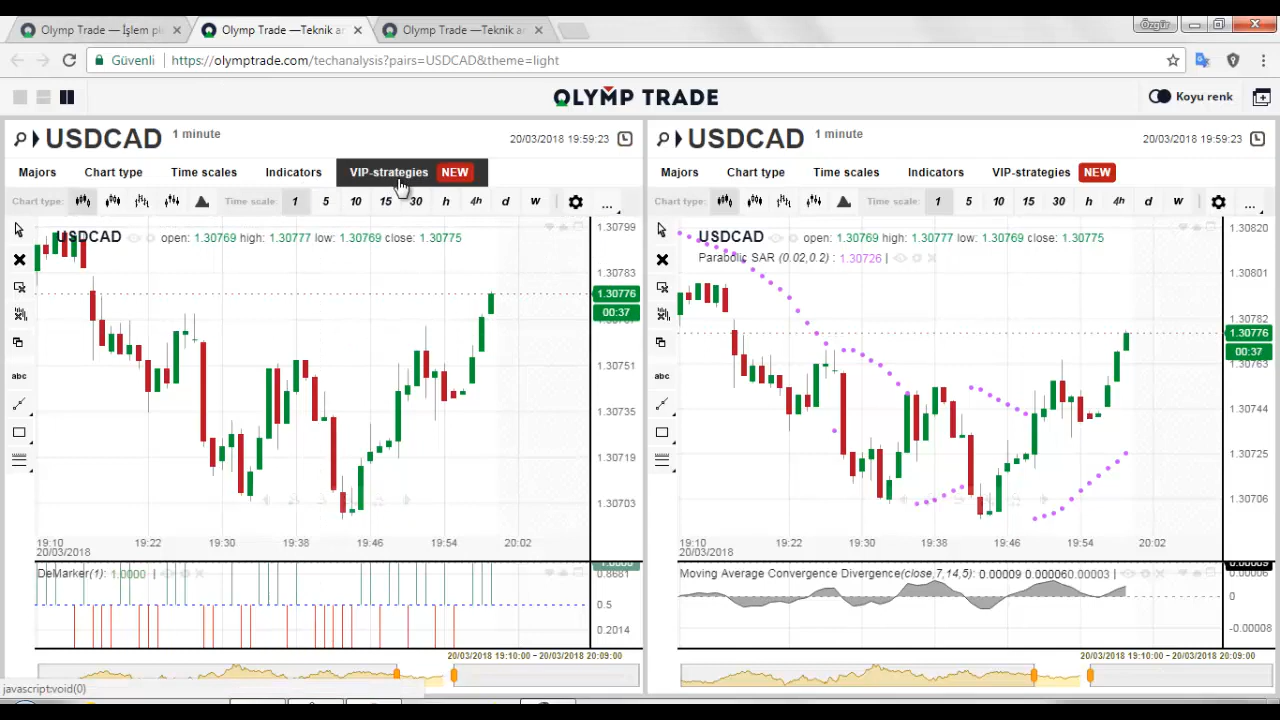 Olymp Trade — İşlem pl
Olymp Trade —Teknik ar
Olymp Trade —Teknik a
Özgür
Güvenli
https://olymptrade.com/techanalysis?pairs=USDCAD&theme=light
OLYMP TRADE
Koyu renk
USDCAD 1 minute
20/03/2018 19:59:23
Majors Chart type Time scales Indicators VIP-strategies NEW
Chart type: Time scale: 1 5 10 15 30 h 4h d w ...
USDCAD open: 1.30769 high: 1.30777 low: 1.30769 close: 1.30775
1.30799
1.30783
1.30776
00:37
1.30751
1.30735
1.30719
1.30703
abc
19:10 19:22 19:30 19:38 19:46 19:54 20:02
20/03/2018
DeMarker(1): 1.0000 |
1.0000
0.8681
0.5
0.2014
20/03/2018 19:10:00 − 20/03/2018 20:09:00
javascript:void(0)
USDCAD 1 minute
20/03/2018 19:59:23
Majors Chart type Time scales Indicators VIP-strategies NEW
Chart type: Time scale: 1 5 10 15 30 h 4h d w ...
USDCAD open: 1.30769 high: 1.30777 low: 1.30769 close: 1.30775
Parabolic SAR (0.02,0.2) : 1.30726 |
1.30820
1.30801
1.30782
1.30776
00:37
1.30763
1.30744
1.30725
1.30706
abc
19:10 19:22 19:30 19:38 19:46 19:54 20:02
20/03/2018
Moving Average Convergence Divergence(close,7,14,5): 0.00009 0.000060.00003 |
0.00009
0.00006
0
-0.00008
20/03/2018 19:10:00 − 20/03/2018 20:09:00